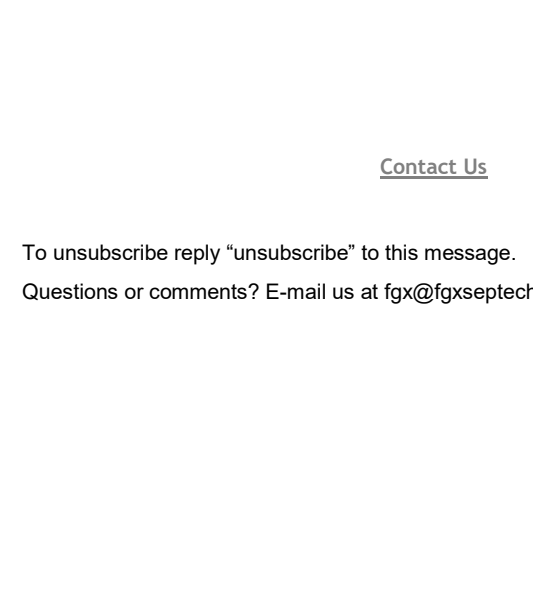 Contact Us
To unsubscribe reply “unsubscribe” to this message.
Questions or comments? E-mail us at fgx@fgxseptech